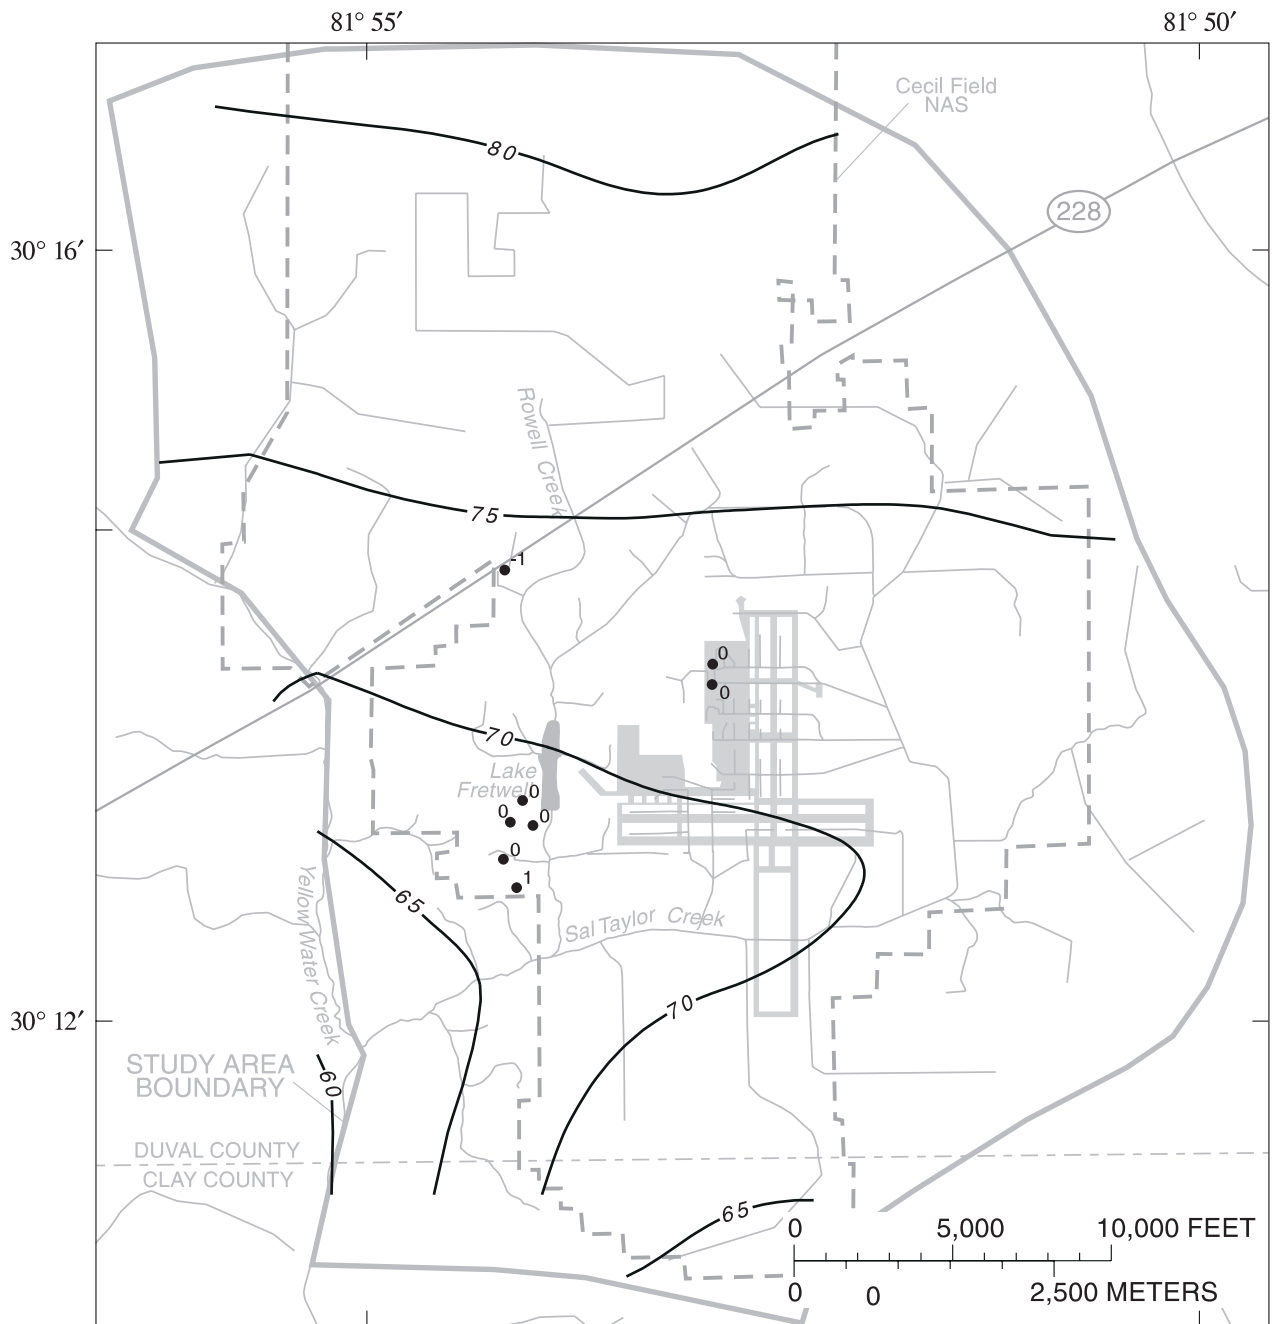 81° 55′
81° 50′
Cecil Field
NAS
80
228
30° 16′
Rowell Creek
75
-1
0
0
70
Lake
Fretwell
0
0
0
0
1
65
Yellow Water Creek
Sal Taylor Creek
70
30° 12′
STUDY AREA
BOUNDARY
60
DUVAL COUNTY
CLAY COUNTY
65
0 5,000 10,000 FEET
0 0 2,500 METERS